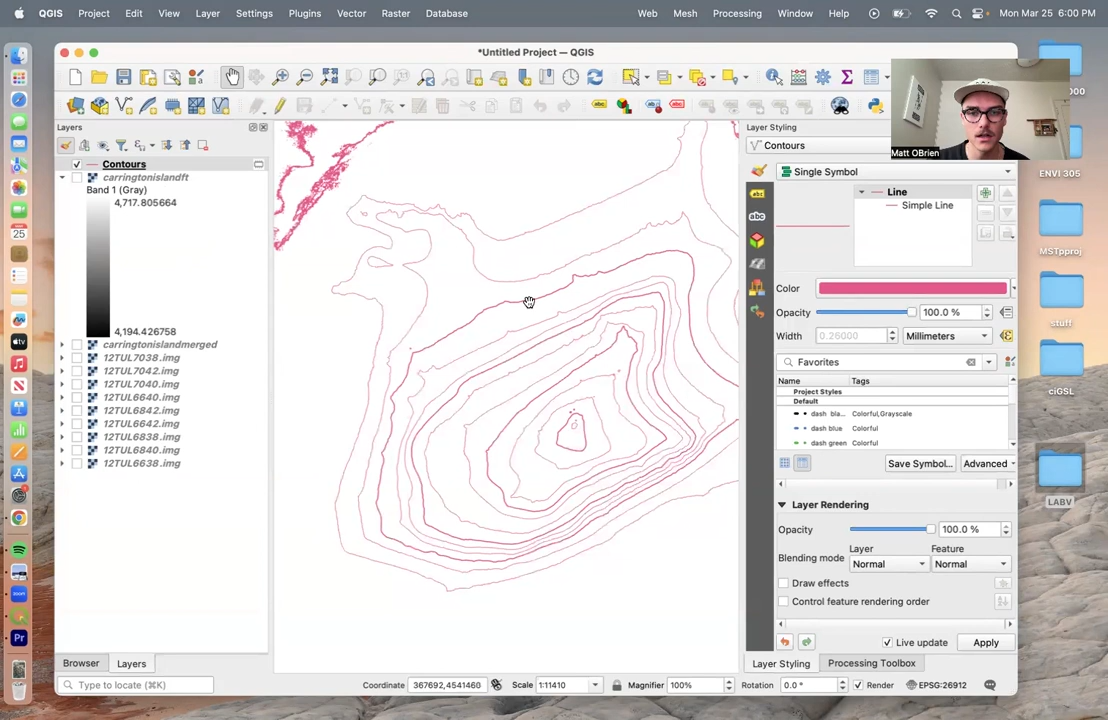 QGIS Project Edit View Layer Settings Plugins Vector Raster Database Web Mesh Processing Window Help Mon Mar 25 6:00 PM
*Untitled Project — QGIS
000
Matt OBrien
Layers
Layer Styling
Contours
Contours
carringtonislandft
Single Symbol
Band 1 (Gray)
Line
4,717.805664
Simple Line
ENVI 305
MSTpproj
Color
Opacity 100.0 %
stuff
4,194.426758
Width 0.26000 Millimeters
carringtonislandmerged
12TUL7038.img
Favorites
12TUL7042.img
Name Tags
12TUL7040.img
Project Styles
12TUL6640.img
Default
12TUL6842.img
dash bla... Colorful,Grayscale
12TUL6642.img
dash blue Colorful
12TUL6838.img
dash green Colorful
12TUL6840.img
12TUL6638.img
ciGSL
Save Symbol... Advanced
LABV
Layer Rendering
Opacity 100.0 %
Layer Feature
Blending mode Normal Normal
Draw effects
Control feature rendering order
Live update Apply
Browser Layers
Layer Styling Processing Toolbox
Type to locate (⌘K) Coordinate 367692,4541460 Scale 1:11410 Magnifier 100% Rotation 0.0 ° Render EPSG:26912